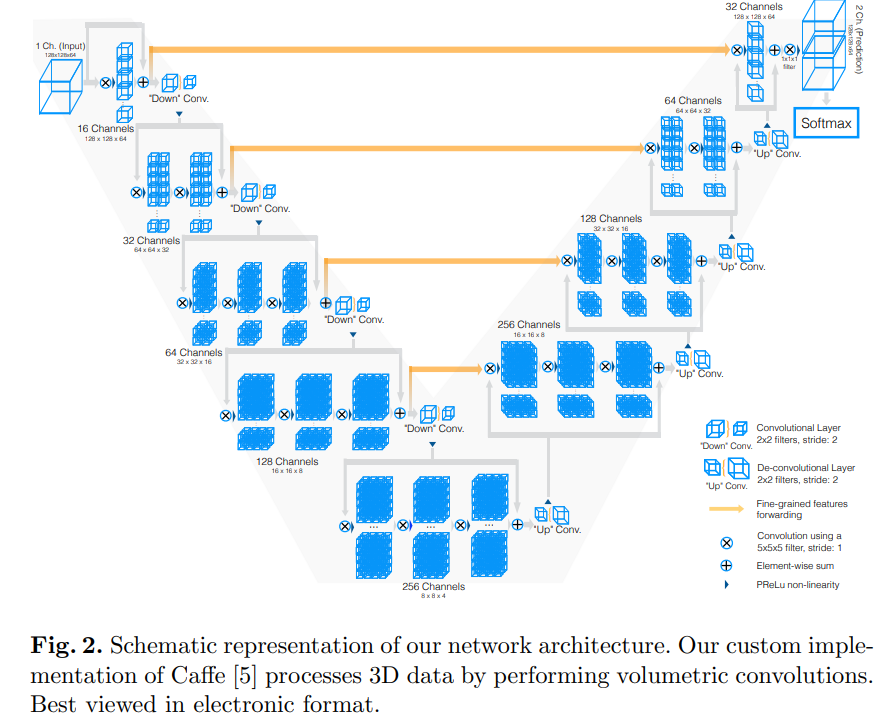 1 Ch. (Input)
128x128x64
"Down" Conv.
16 Channels
128 x 128 x 64
"Down" Conv.
32 Channels
64 x 64 x 32
"Down" Conv.
64 Channels
32 x 32 x 16
"Down" Conv.
128 Channels
16 x 16 x 8
256 Channels
8 x 8 x 4
"Up" Conv.
256 Channels
16 x 16 x 8
"Up" Conv.
128 Channels
32 x 32 x 16
"Up" Conv.
64 Channels
64 x 64 x 32
"Up" Conv.
32 Channels
128 x 128 x 64
1x1x1
filter
2 Ch. (Prediction)
128x128x64
Softmax
"Down" Conv.
Convolutional Layer
2x2 filters, stride: 2
"Up" Conv.
De-convolutional Layer
2x2 filters, stride: 2
Fine-grained features
forwarding
Convolution using a
5x5x5 filter, stride: 1
Element-wise sum
PReLu non-linearity
Fig. 2. Schematic representation of our network architecture. Our custom imple-
mentation of Caffe [5] processes 3D data by performing volumetric convolutions.
Best viewed in electronic format.